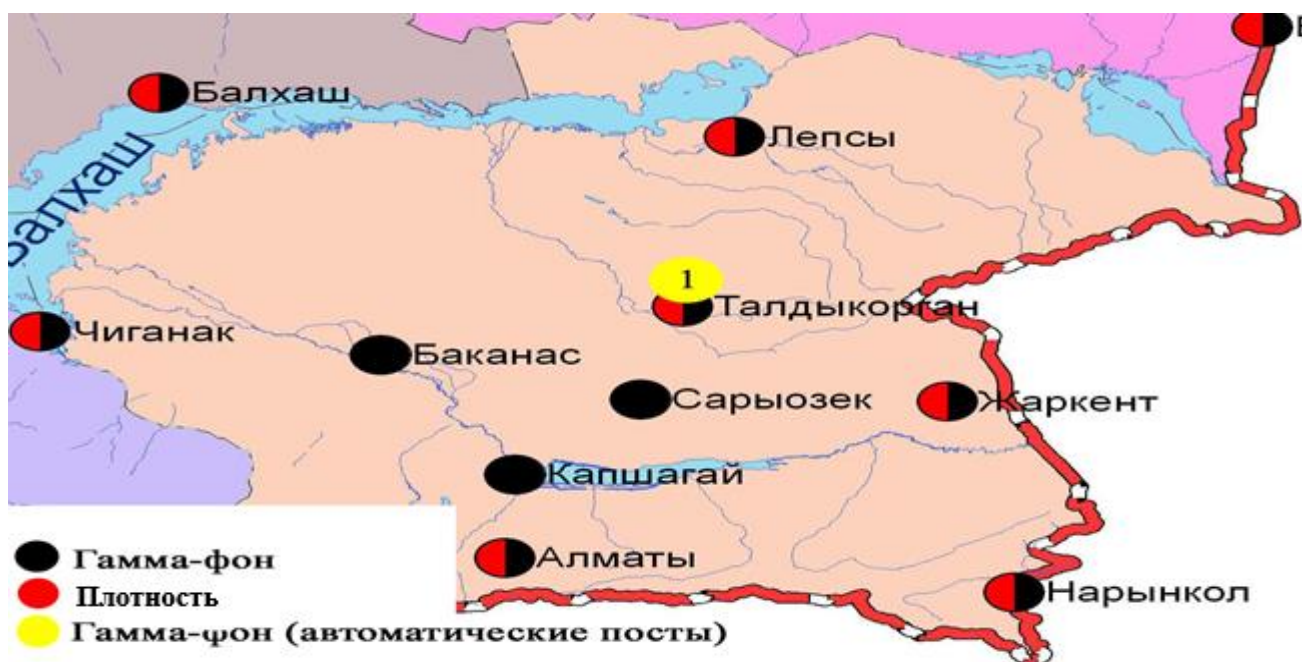 Балхаш
Лепсы
Балхаш
1
Талдыкорган
Чиганак
Баканас
Сарыозек
Жаркент
Капшагай
Алматы
Нарынкол
Гамма-фон
Плотность
Гамма-фон (автоматические посты)